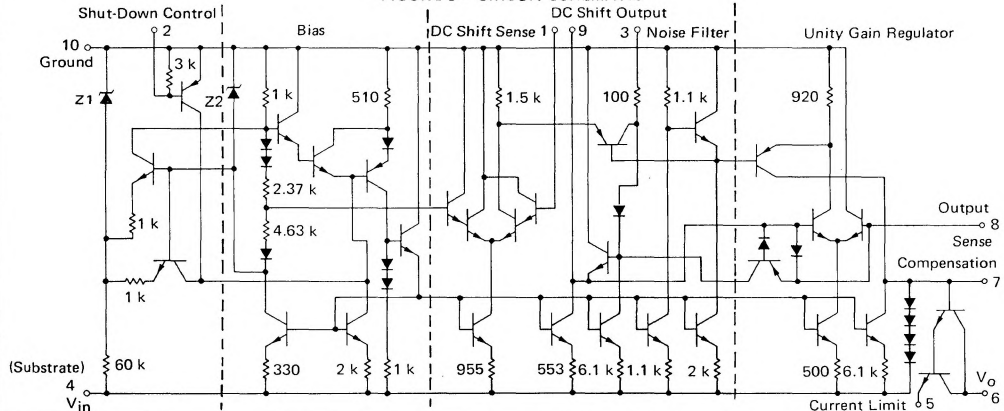 Shut-Down Control
2
Bias
DC Shift Output
DC Shift Sense
1
9
3
Noise Filter
Unity Gain Regulator
10
Ground
3 k
Z1
Z2
1 k
510
1.5 k
100
1.1 k
920
2.37 k
1 k
4.63 k
1 k
Output
8
Sense
Compensation
7
(Substrate)
4
Vin
60 k
330
2 k
1 k
955
553
6.1 k
1.1 k
2 k
500
6.1 k
Vo
6
Current Limit
5